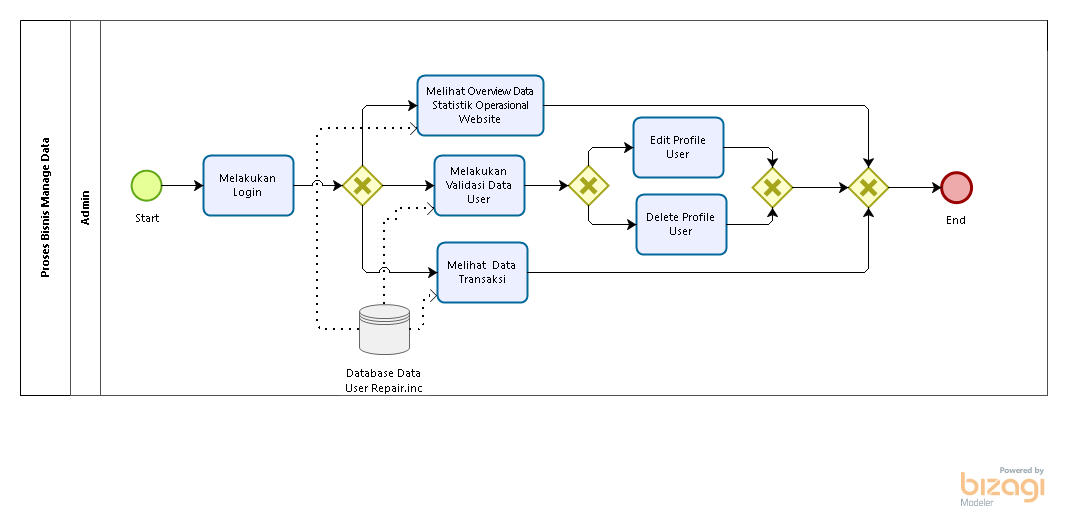 Proses Bisnis Manage Data
Admin
Start
Melakukan
Login
Melihat Overview Data
Statistik Operasional
Website
Melakukan
Validasi Data
User
Melihat Data
Transaksi
Edit Profile
User
Delete Profile
User
End
Database Data
User Repair.inc
Powered by
bizagi
Modeler